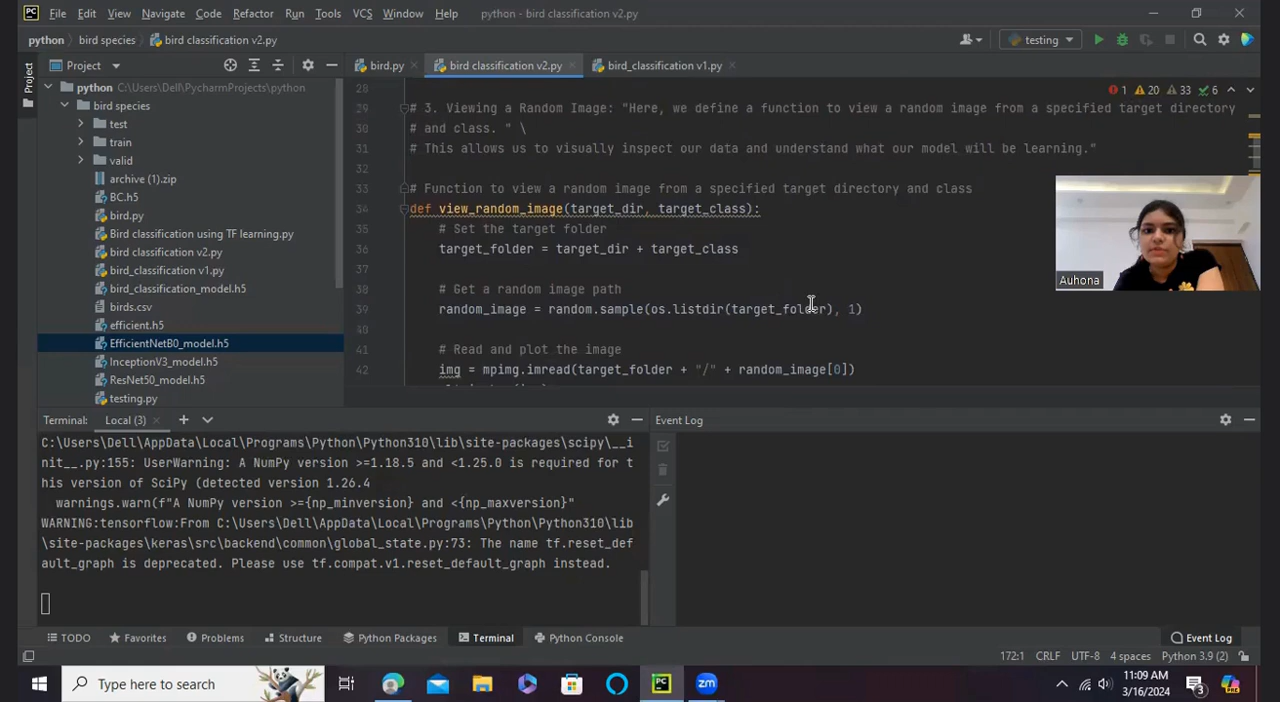 File Edit View Navigate Code Refactor Run Tools VCS Window Help python - bird classification v2.py
python bird species bird classification v2.py testing
Project bird.py bird classification v2.py bird_classification v1.py
Project
python C:\Users\Dell\PycharmProjects\python
bird species
test
train
valid
archive (1).zip
BC.h5
bird.py
Bird classification using TF learning.py
bird classification v2.py
bird_classification v1.py
bird_classification_model.h5
birds.csv
efficient.h5
EfficientNetB0_model.h5
InceptionV3_model.h5
ResNet50_model.h5
testing.py
28 1 20 33 6
29 # 3. Viewing a Random Image: "Here, we define a function to view a random image from a specified target directory
30 # and class. " \
31 # This allows us to visually inspect our data and understand what our model will be learning."
32
33 # Function to view a random image from a specified target directory and class
34 def view_random_image(target_dir, target_class):
35 # Set the target folder
36 target_folder = target_dir + target_class
37
38 # Get a random image path
39 random_image = random.sample(os.listdir(target_folder), 1)
40
41 # Read and plot the image
42 img = mpimg.imread(target_folder + "/" + random_image[0])
Auhona
Terminal: Local (3) +
C:\Users\Dell\AppData\Local\Programs\Python\Python310\lib\site-packages\scipy\__i
nit__.py:155: UserWarning: A NumPy version >=1.18.5 and <1.25.0 is required for t
his version of SciPy (detected version 1.26.4
warnings.warn(f"A NumPy version >={np_minversion} and <{np_maxversion}"
WARNING:tensorflow:From C:\Users\Dell\AppData\Local\Programs\Python\Python310\lib
\site-packages\keras\src\backend\common\global_state.py:73: The name tf.reset_def
ault_graph is deprecated. Please use tf.compat.v1.reset_default_graph instead.
Event Log
TODO Favorites Problems Structure Python Packages Terminal Python Console Event Log
172:1 CRLF UTF-8 4 spaces Python 3.9 (2)
Type here to search zm 11:09 AM
3/16/2024 3